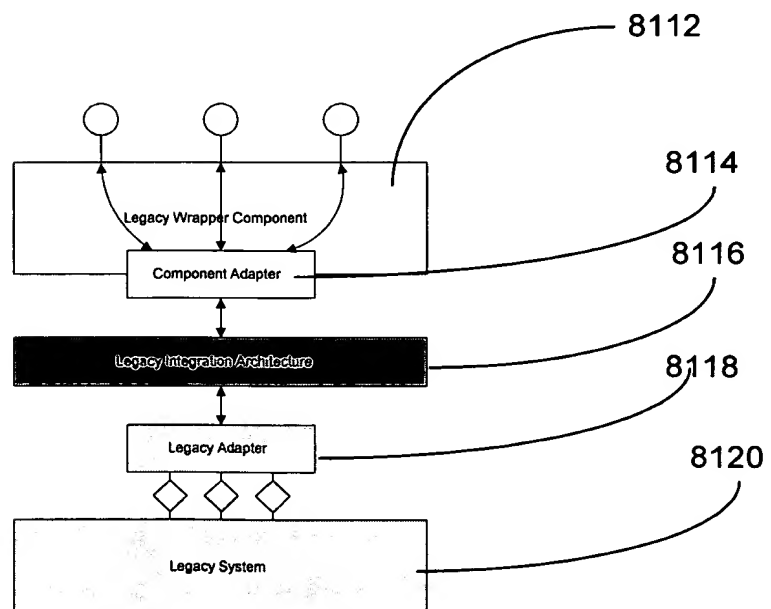 8112
Legacy Wrapper Component
8114
Component Adapter
8116
Legacy Integration Architecture
8118
Legacy Adapter
8120
Legacy System